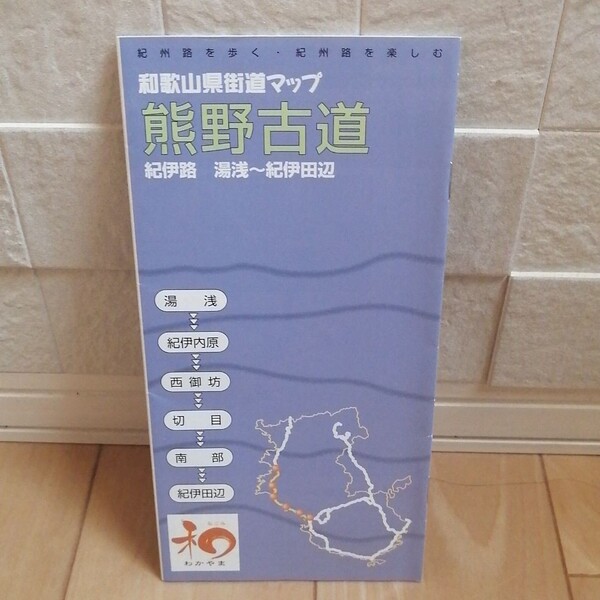 紀州路を歩く・紀州路を楽しむ
和歌山県街道マップ
熊野古道
紀伊路 湯浅～紀伊田辺
湯浅
紀伊内原
西御坊
切目
南部
紀伊田辺
和
わかやま